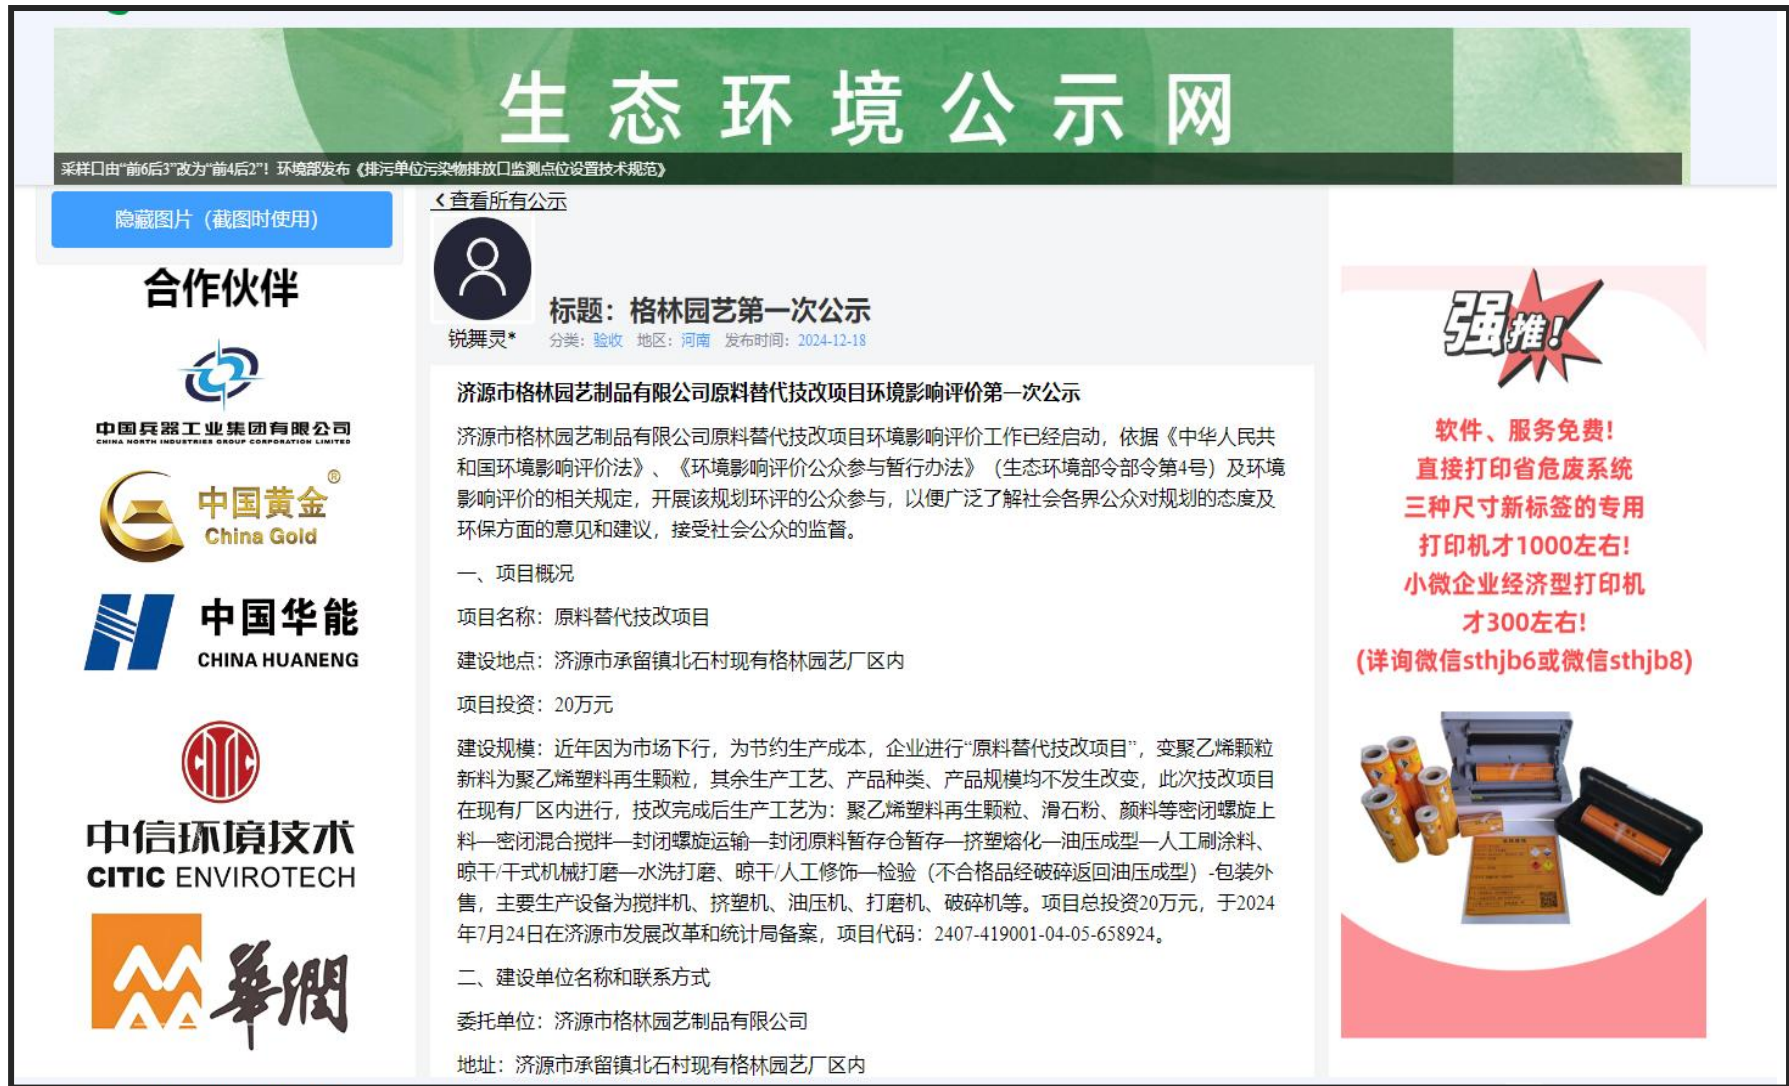 生态环境公示网
采样口由“前6后3”改为“前4后2”！环境部发布《排污单位污染物排放口监测点位设置技术规范》
隐藏图片（截图时使用）
合作伙伴
中国兵器工业集团有限公司
CHINA NORTH INDUSTRIES GROUP CORPORATION LIMITED
中国黄金
®
China Gold
中国华能
CHINA HUANENG
CITIC
中信环境技术
CITIC ENVIROTECH
華潤
查看所有公示
锐舞灵*
标题：格林园艺第一次公示
分类：验收 地区：河南 发布时间：2024-12-18
济源市格林园艺制品有限公司原料替代技改项目环境影响评价第一次公示
济源市格林园艺制品有限公司原料替代技改项目环境影响评价工作已经启动，依据《中华人民共
和国环境影响评价法》、《环境影响评价公众参与暂行办法》（生态环境部令部令第4号）及环境
影响评价的相关规定，开展该规划环评的公众参与，以便广泛了解社会各界公众对规划的态度及
环保方面的意见和建议，接受社会公众的监督。
一、项目概况
项目名称：原料替代技改项目
建设地点：济源市承留镇北石村现有格林园艺厂区内
项目投资：20万元
建设规模：近年因为市场下行，为节约生产成本，企业进行“原料替代技改项目”，变聚乙烯颗粒
新料为聚乙烯塑料再生颗粒，其余生产工艺、产品种类、产品规模均不发生改变，此次技改项目
在现有厂区内进行，技改完成后生产工艺为：聚乙烯塑料再生颗粒、滑石粉、颜料等密闭螺旋上
料—密闭混合搅拌—封闭螺旋运输—封闭原料暂存仓暂存—挤塑熔化—油压成型—人工刷涂料、
晾干/干式机械打磨—水洗打磨、晾干/人工修饰—检验（不合格品经破碎返回油压成型）-包装外
售，主要生产设备为搅拌机、挤塑机、油压机、打磨机、破碎机等。项目总投资20万元，于2024
年7月24日在济源市发展改革和统计局备案，项目代码：2407-419001-04-05-658924。
二、建设单位名称和联系方式
委托单位：济源市格林园艺制品有限公司
地址：济源市承留镇北石村现有格林园艺厂区内
强推！
软件、服务免费！
直接打印省危废系统
三种尺寸新标签的专用
打印机才1000左右！
小微企业经济型打印机
才300左右！
(详询微信sthjb6或微信sthjb8)